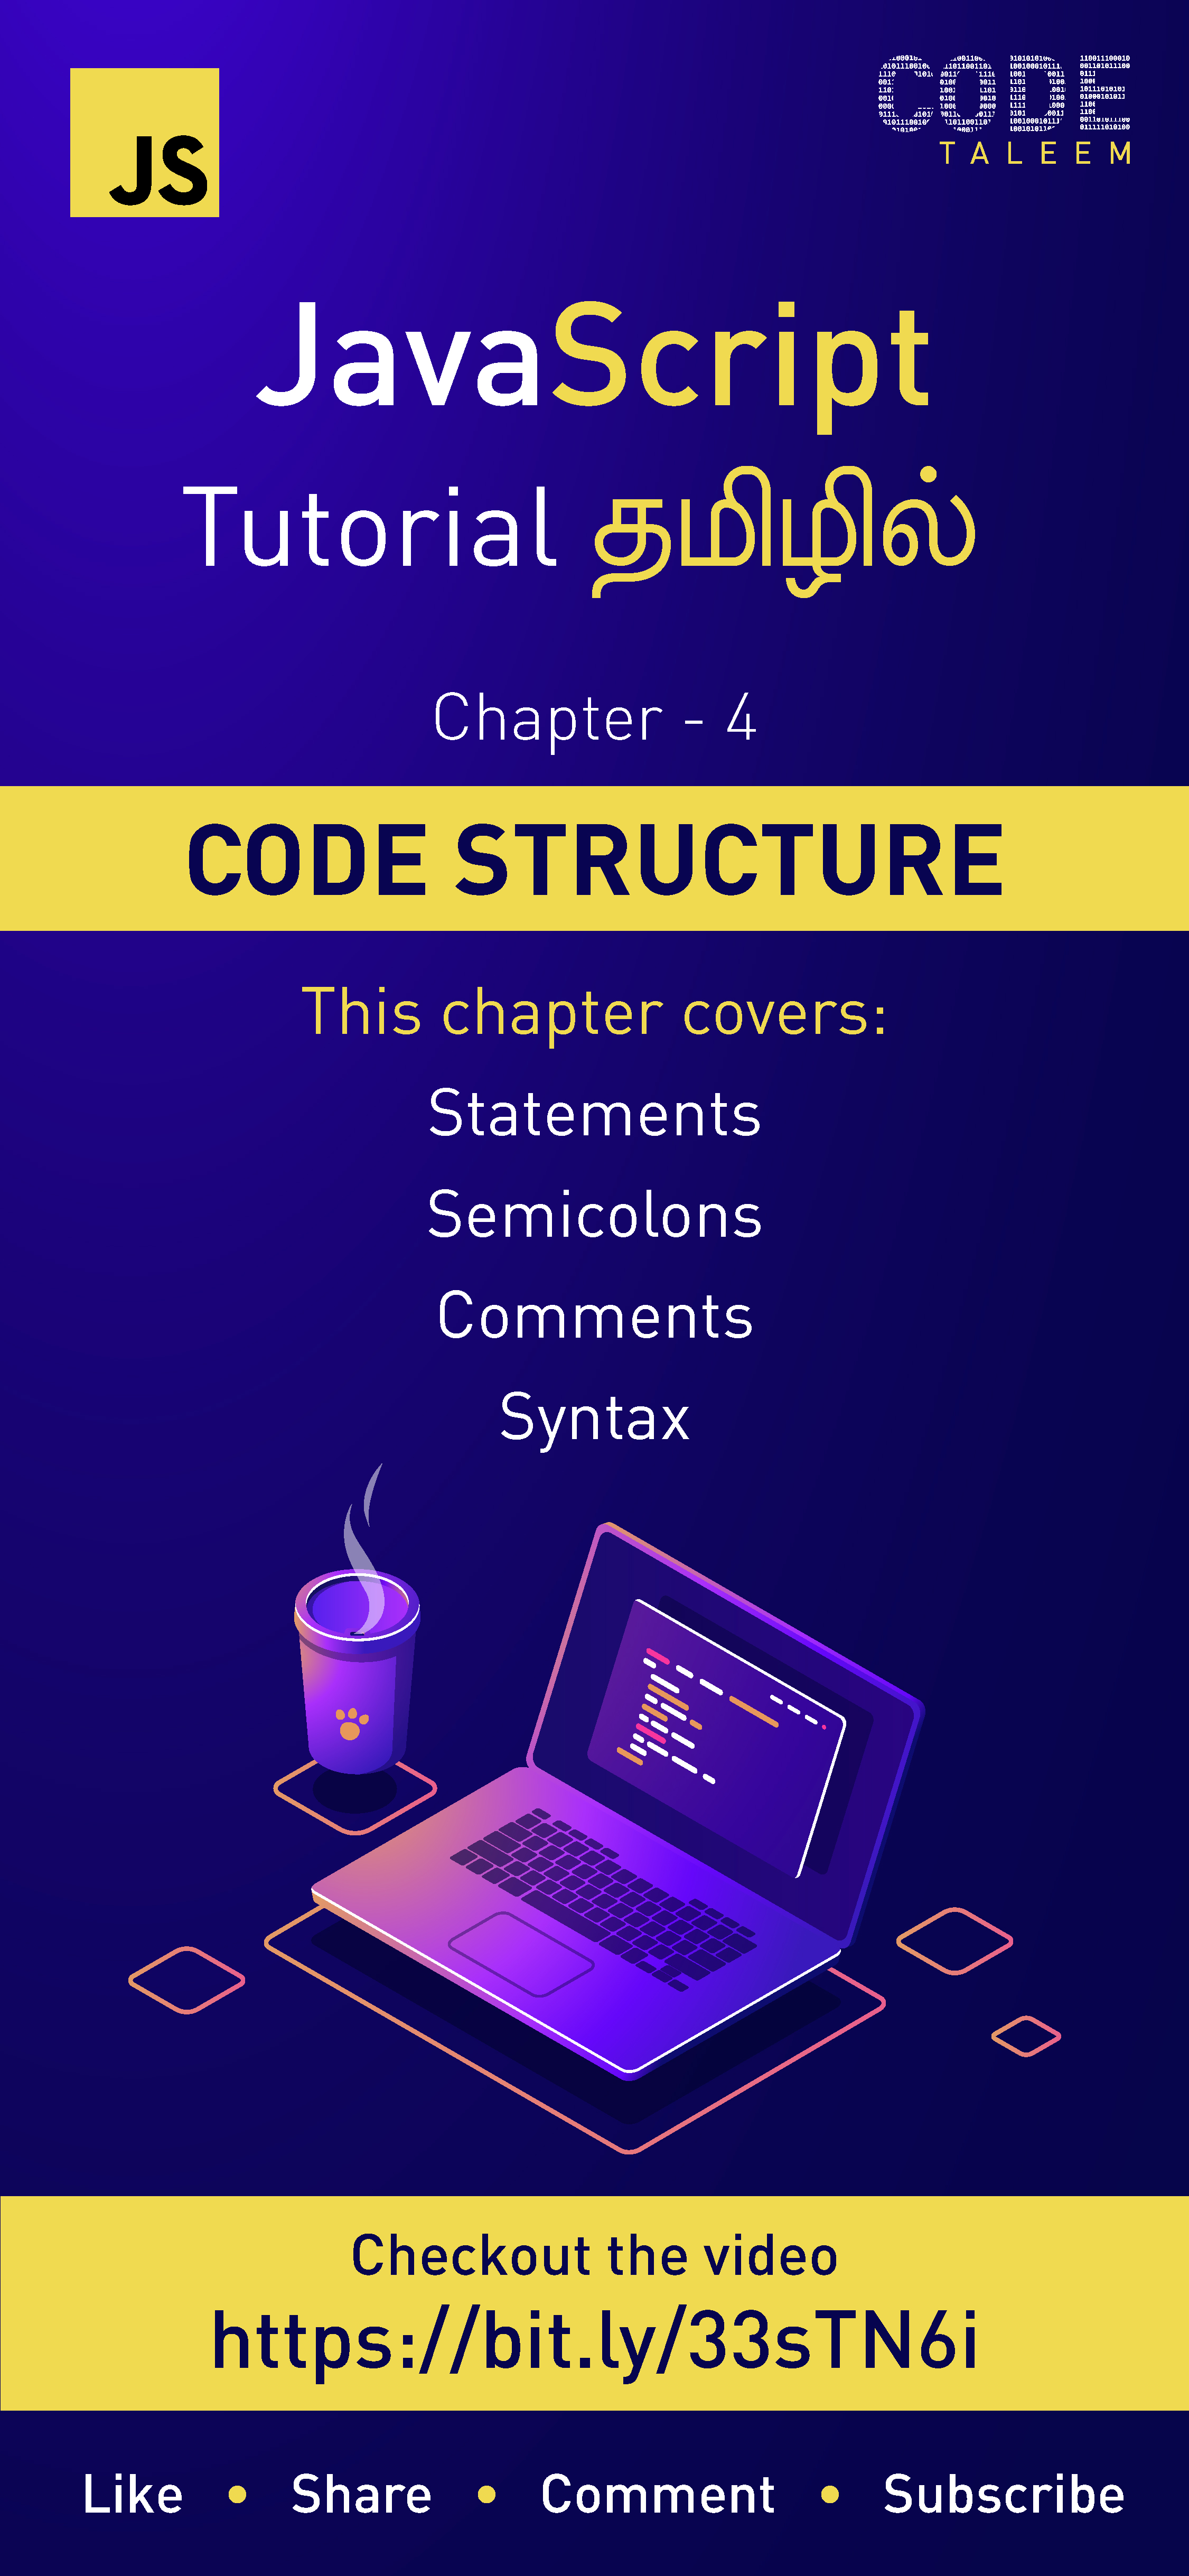 JS
CODE
TALEEM
JavaScript
Tutorial தமிழில்
Chapter - 4
CODE STRUCTURE
This chapter covers:
Statements
Semicolons
Comments
Syntax
Checkout the video
https://bit.ly/33sTN6i
Like • Share • Comment • Subscribe